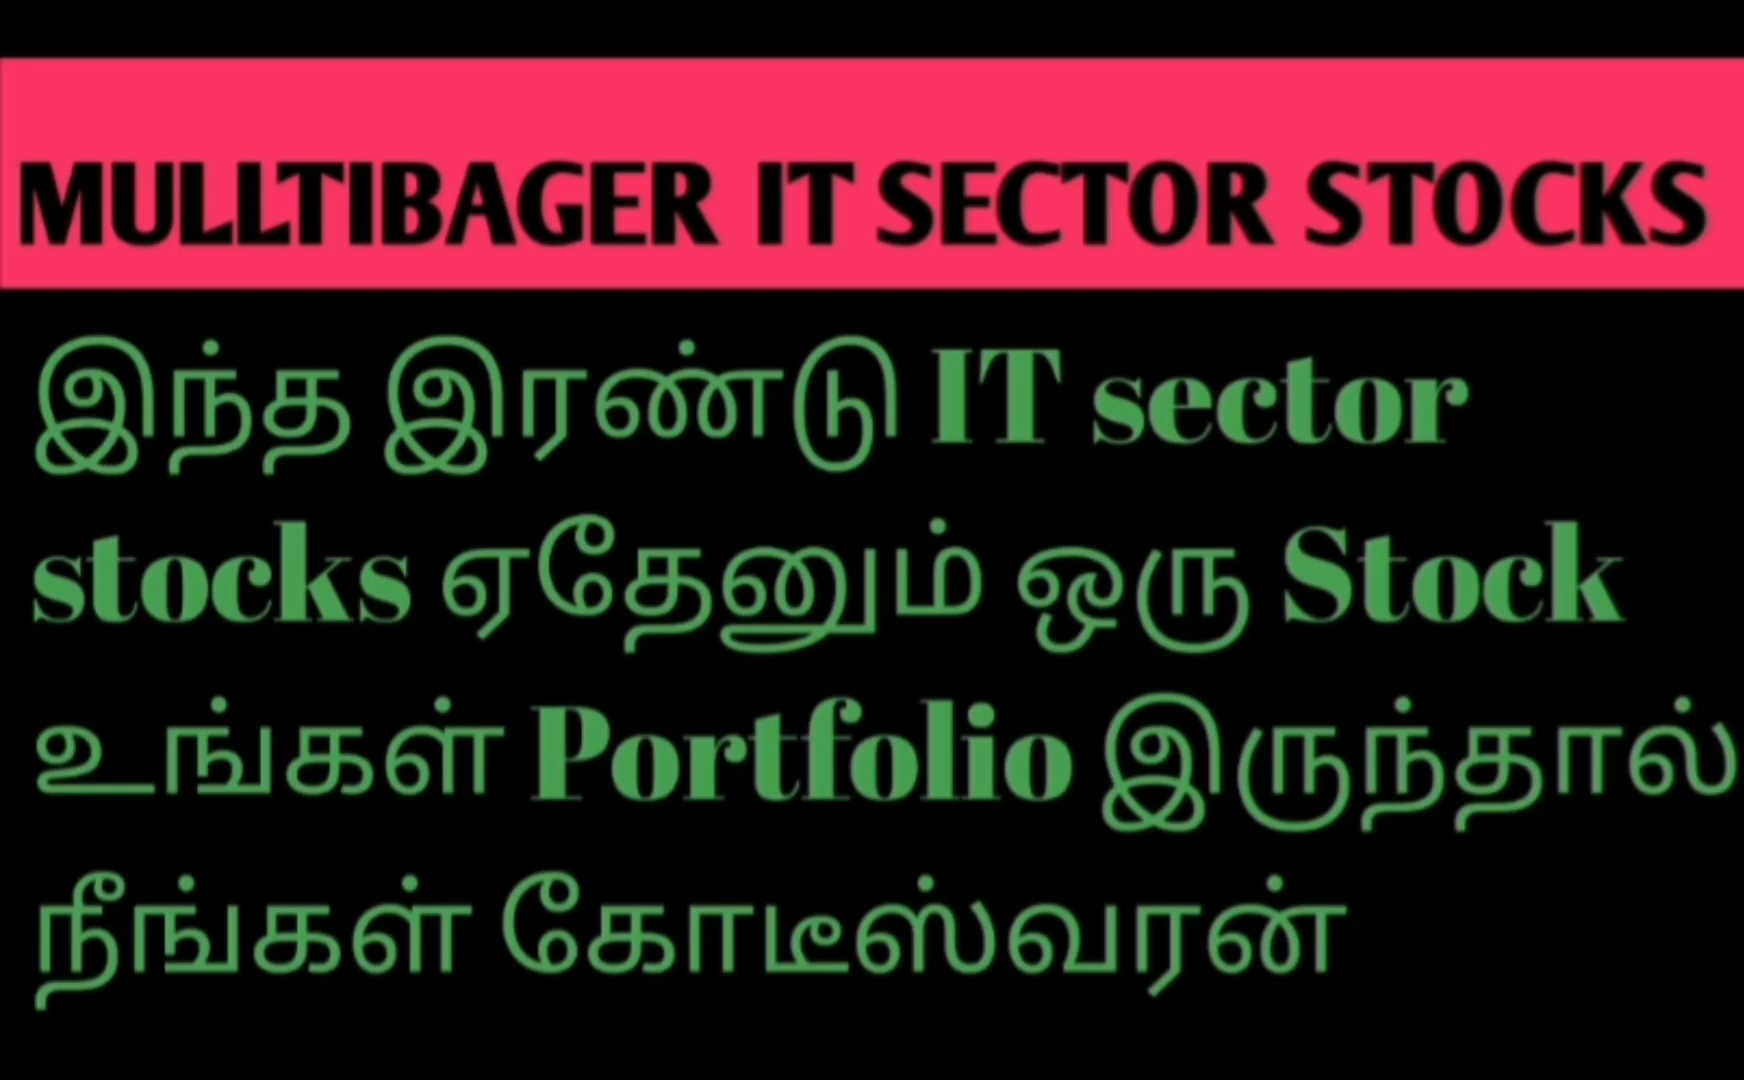 MULLTIBAGER IT SECTOR STOCKS
இந்த இரண்டு IT sector
stocks ஏதேனும் ஒரு Stock
உங்கள் Portfolio இருந்தால்
நீங்கள் கோடீஸ்வரன்